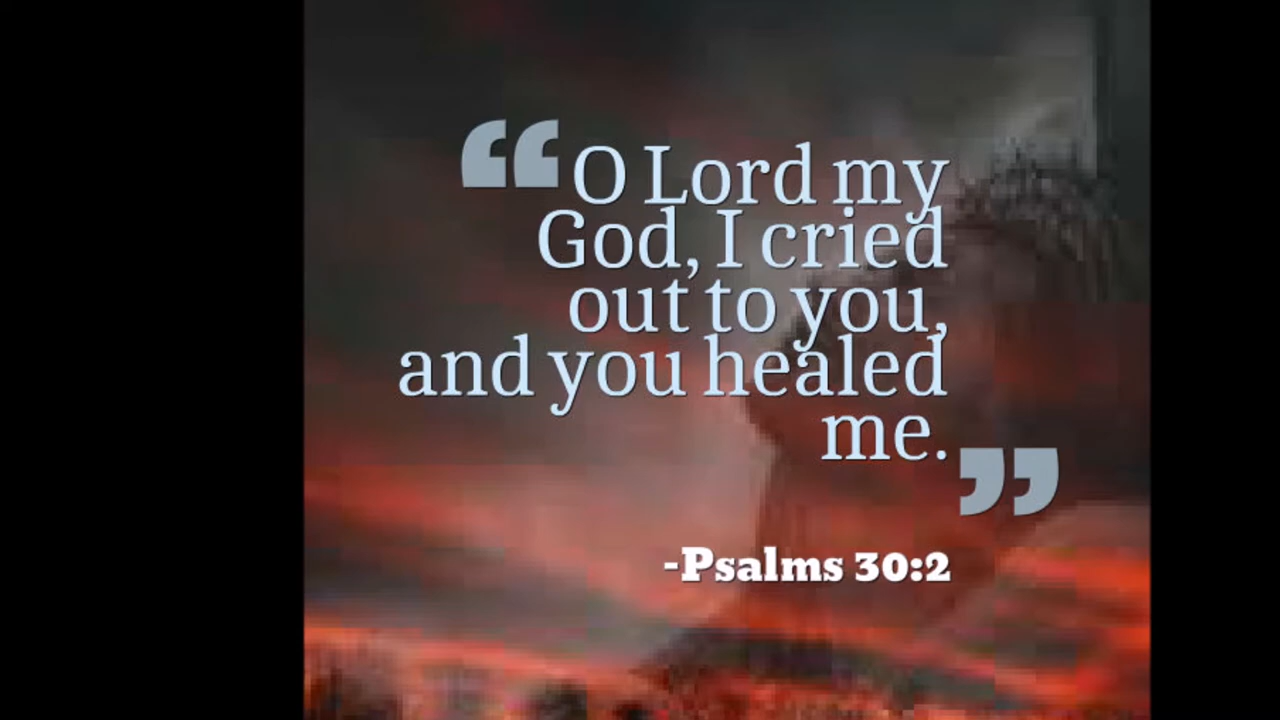 “O Lord my
God, I cried
out to you,
and you healed
me.”
-Psalms 30:2